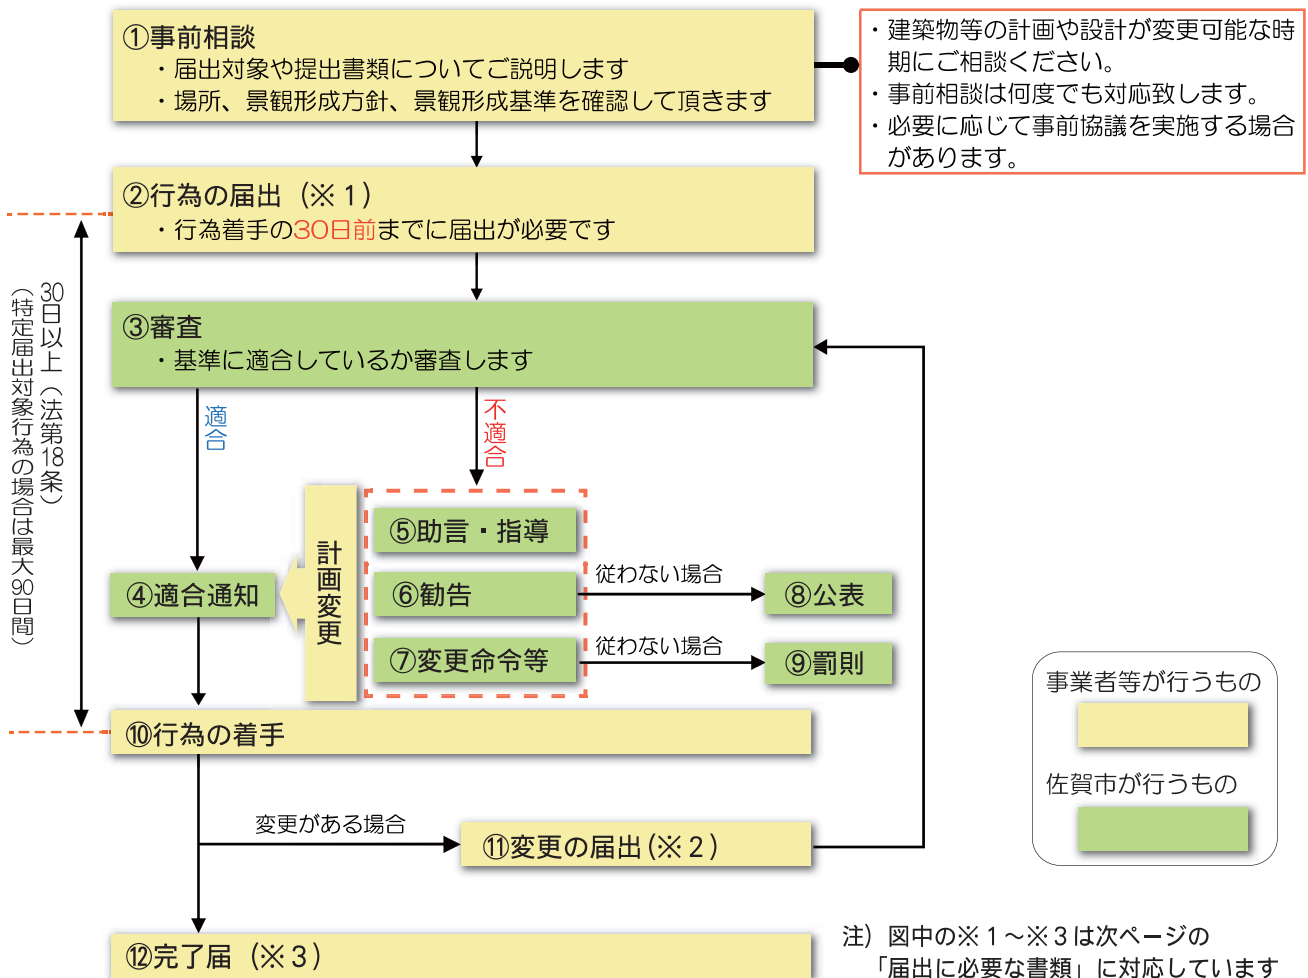 ①事前相談
・届出対象や提出書類についてご説明します
・場所、景観形成方針、景観形成基準を確認して頂きます
・建築物等の計画や設計が変更可能な時
期にご相談ください。
・事前相談は何度でも対応致します。
・必要に応じて事前協議を実施する場合
があります。
②行為の届出（※１）
・行為着手の30日前までに届出が必要です
30日以上（法第18条）
（特定届出対象行為の場合は最大90日間）
③審査
・基準に適合しているか審査します
適合
不適合
計画変更
④適合通知
⑤助言・指導
⑥勧告
従わない場合
⑧公表
⑦変更命令等
従わない場合
⑨罰則
⑩行為の着手
変更がある場合
⑪変更の届出（※２）
⑫完了届（※３）
事業者等が行うもの
佐賀市が行うもの
注）図中の※１～※３は次ページの
「届出に必要な書類」に対応しています